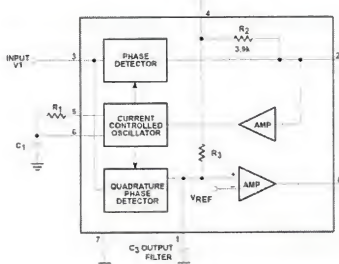 4
R2
3.9k
INPUT
V1
3
PHASE
DETECTOR
2
R1
5
CURRENT
CONTROLLED
OSCILLATOR
AMP
6
C1
R3
QUADRATURE
PHASE
DETECTOR
+
AMP
VREF
–
7
1
C3 OUTPUT
FILTER